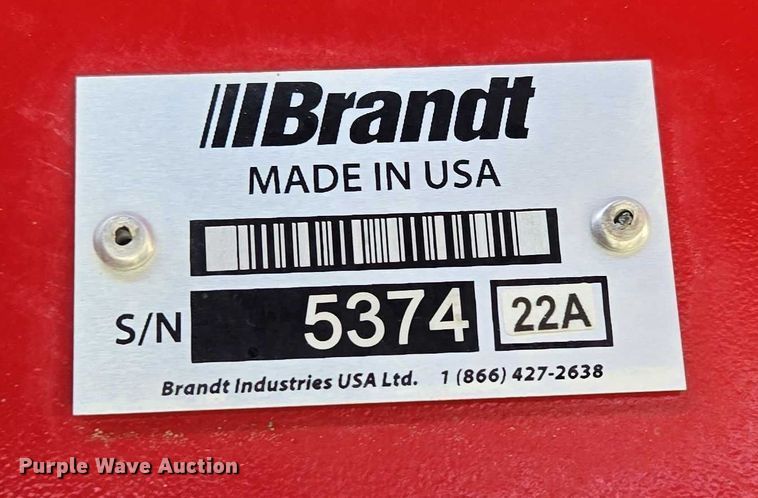 Brandt
MADE IN USA
S/N 5374 22A
Brandt Industries USA Ltd. 1 (866) 427-2638
Purple Wave Auction